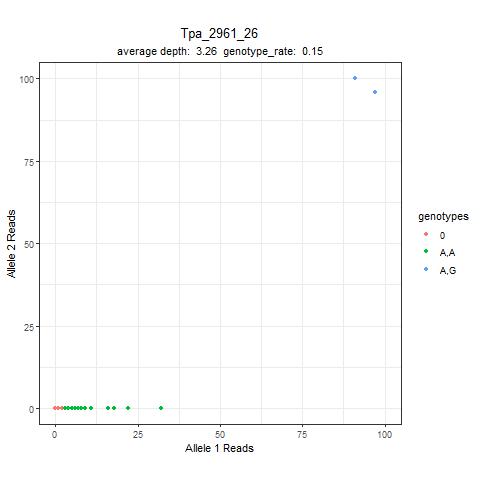 Tpa_2961_26
average depth: 3.26 genotype_rate: 0.15
100
75
50
25
0
Allele 2 Reads
0 25 50 75 100
Allele 1 Reads
genotypes
0
A,A
A,G